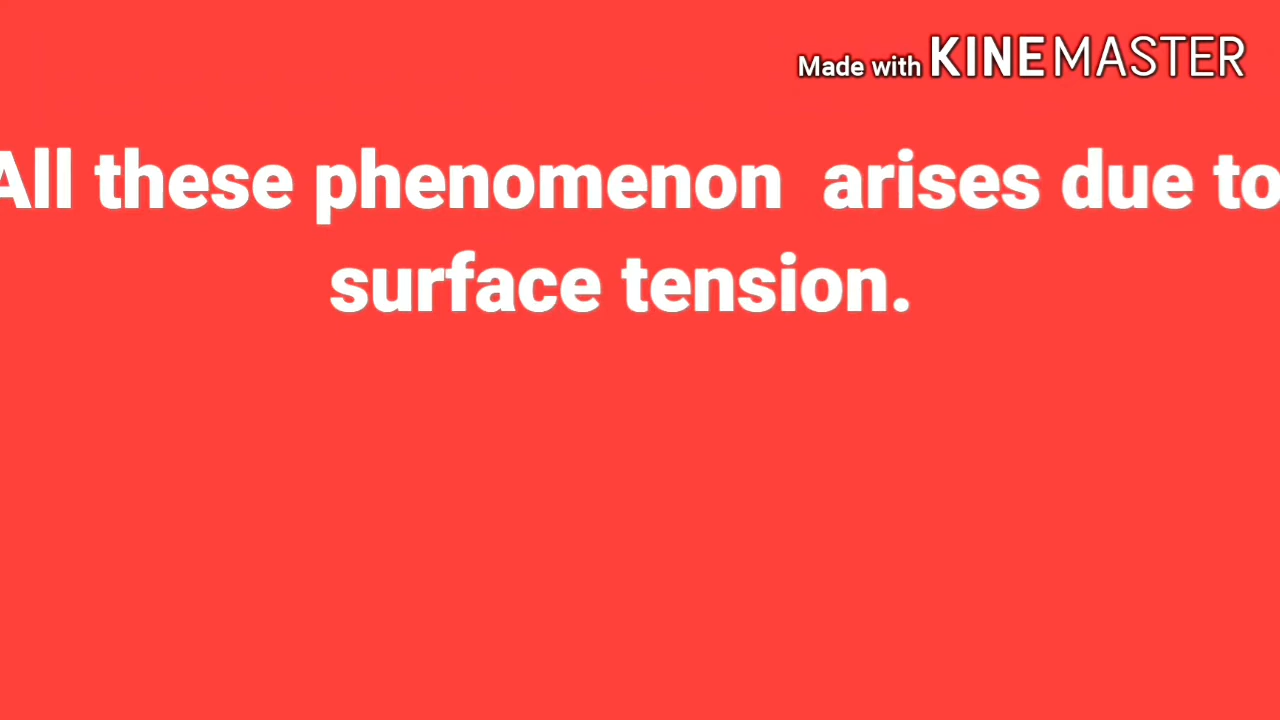 Made with KINEMASTER
All these phenomenon  arises due to
surface tension.